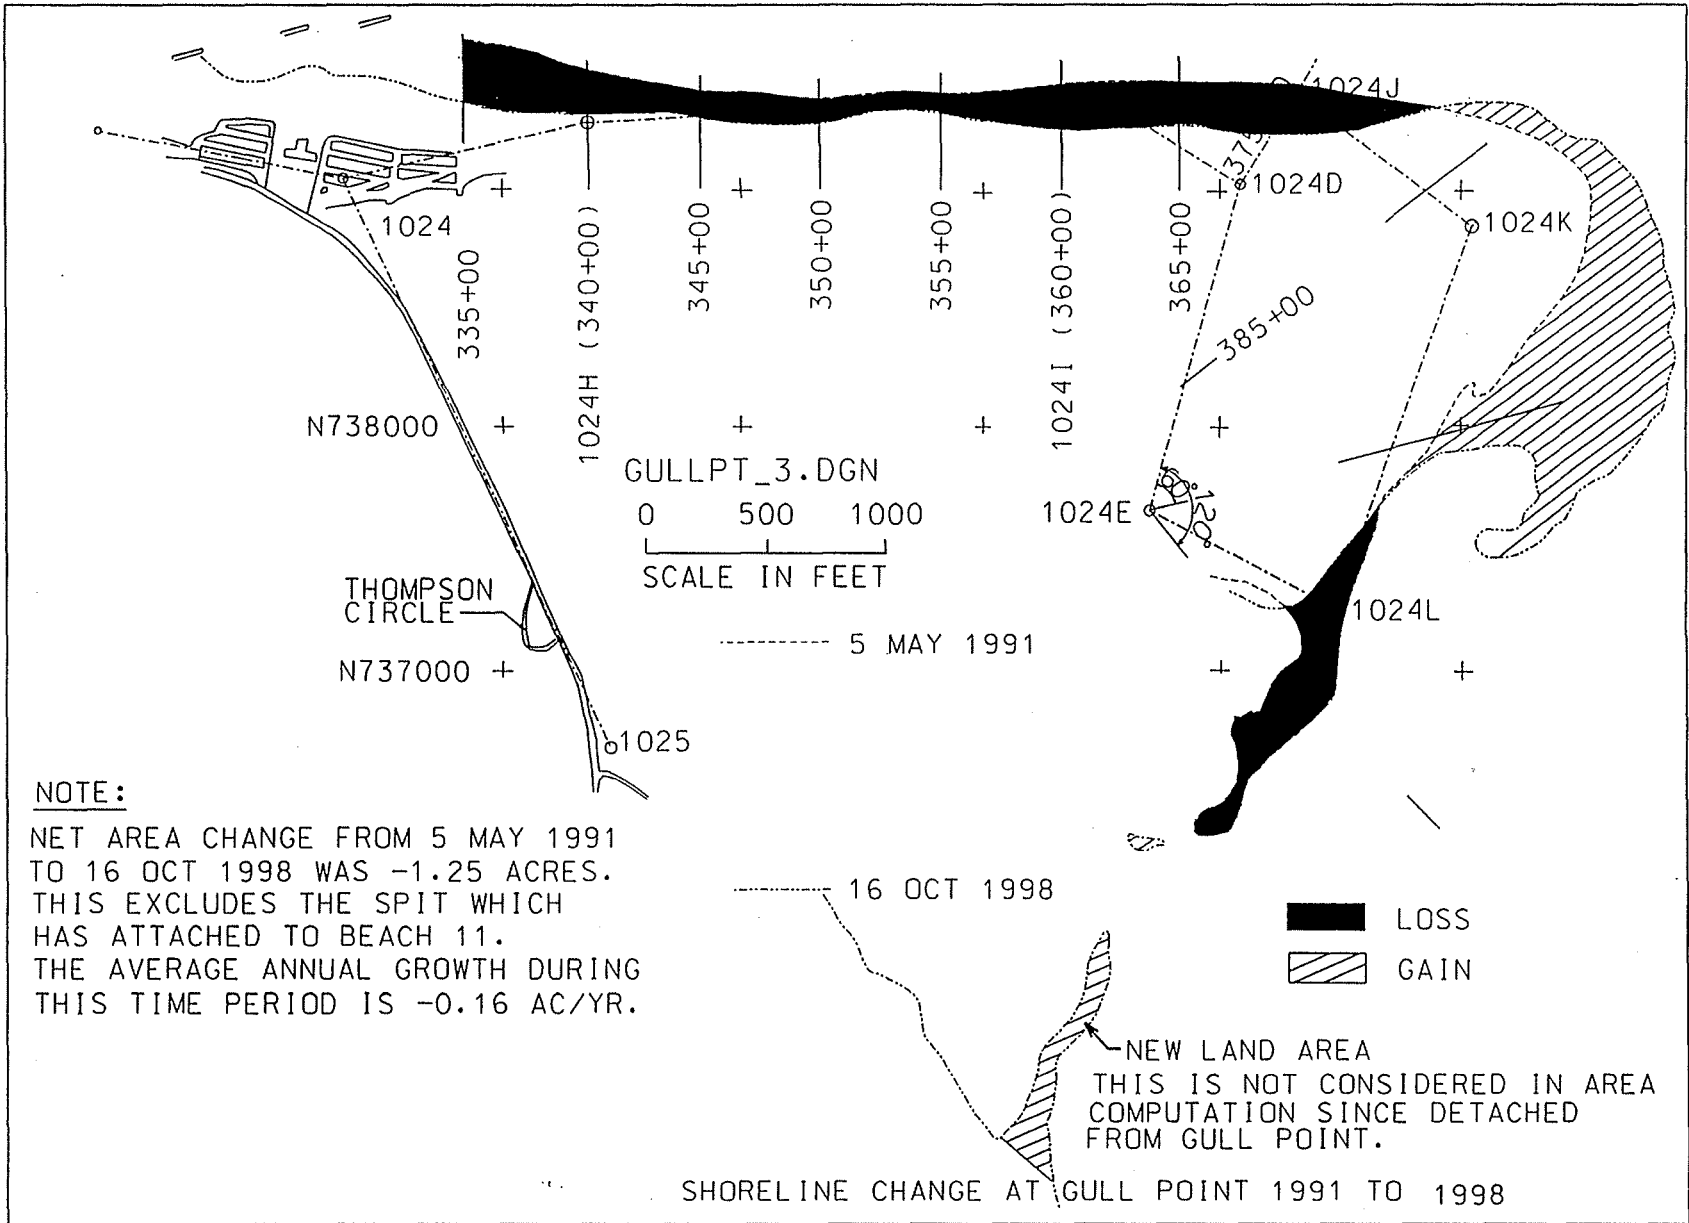 1024J
375
1024D
1024K
1024
335+00
1024H (340+00)
345+00
350+00
355+00
1024I (360+00)
365+00
385+00
N738000
GULLPT_3.DGN
0 500 1000
SCALE IN FEET
1024E
60°
120°
THOMPSON
CIRCLE
1024L
5 MAY 1991
N737000
1025
NOTE:
NET AREA CHANGE FROM 5 MAY 1991
TO 16 OCT 1998 WAS -1.25 ACRES.
THIS EXCLUDES THE SPIT WHICH
HAS ATTACHED TO BEACH 11.
THE AVERAGE ANNUAL GROWTH DURING
THIS TIME PERIOD IS -0.16 AC/YR.
16 OCT 1998
LOSS
GAIN
NEW LAND AREA
THIS IS NOT CONSIDERED IN AREA
COMPUTATION SINCE DETACHED
FROM GULL POINT.
SHORELINE CHANGE AT GULL POINT 1991 TO 1998